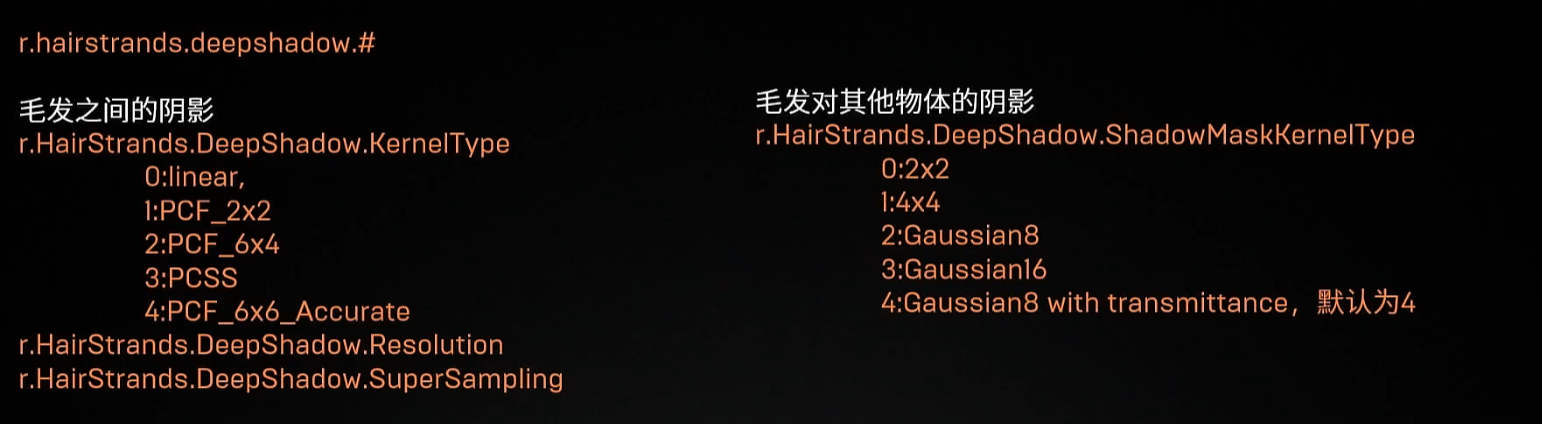 r.hairstrands.deepshadow.#
毛发之间的阴影
r.HairStrands.DeepShadow.KernelType
0:linear,
1:PCF_2x2
2:PCF_6x4
3:PCSS
4:PCF_6x6_Accurate
r.HairStrands.DeepShadow.Resolution
r.HairStrands.DeepShadow.SuperSampling
毛发对其他物体的阴影
r.HairStrands.DeepShadow.ShadowMaskKernelType
0:2x2
1:4x4
2:Gaussian8
3:Gaussian16
4:Gaussian8 with transmittance，默认为4